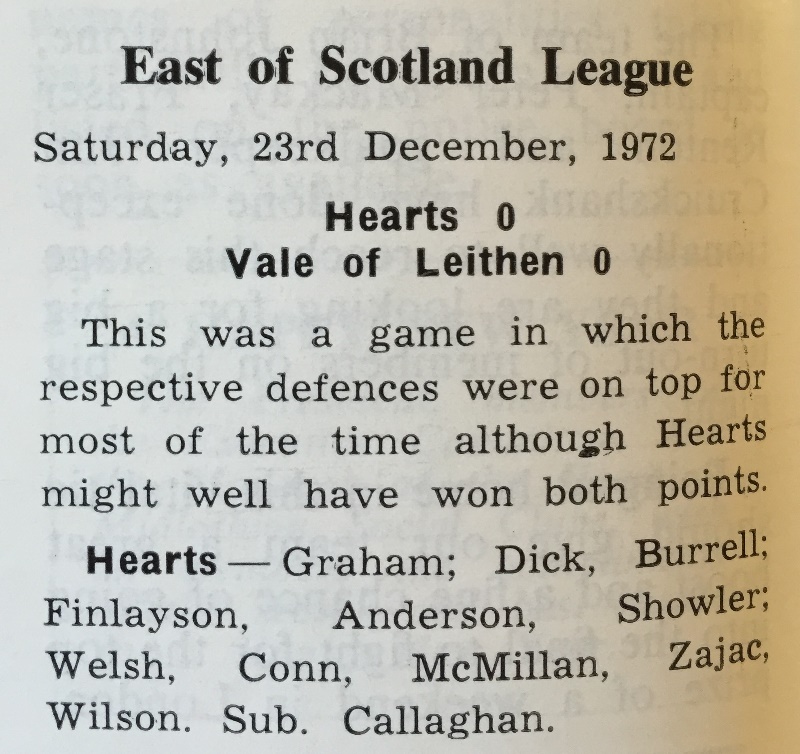 East of Scotland League
Saturday, 23rd December, 1972
Hearts 0
Vale of Leithen 0
This was a game in which the
respective defences were on top for
most of the time although Hearts
might well have won both points.
Hearts — Graham; Dick, Burrell;
Finlayson, Anderson, Showler;
Welsh, Conn, McMillan, Zajac,
Wilson. Sub. Callaghan.